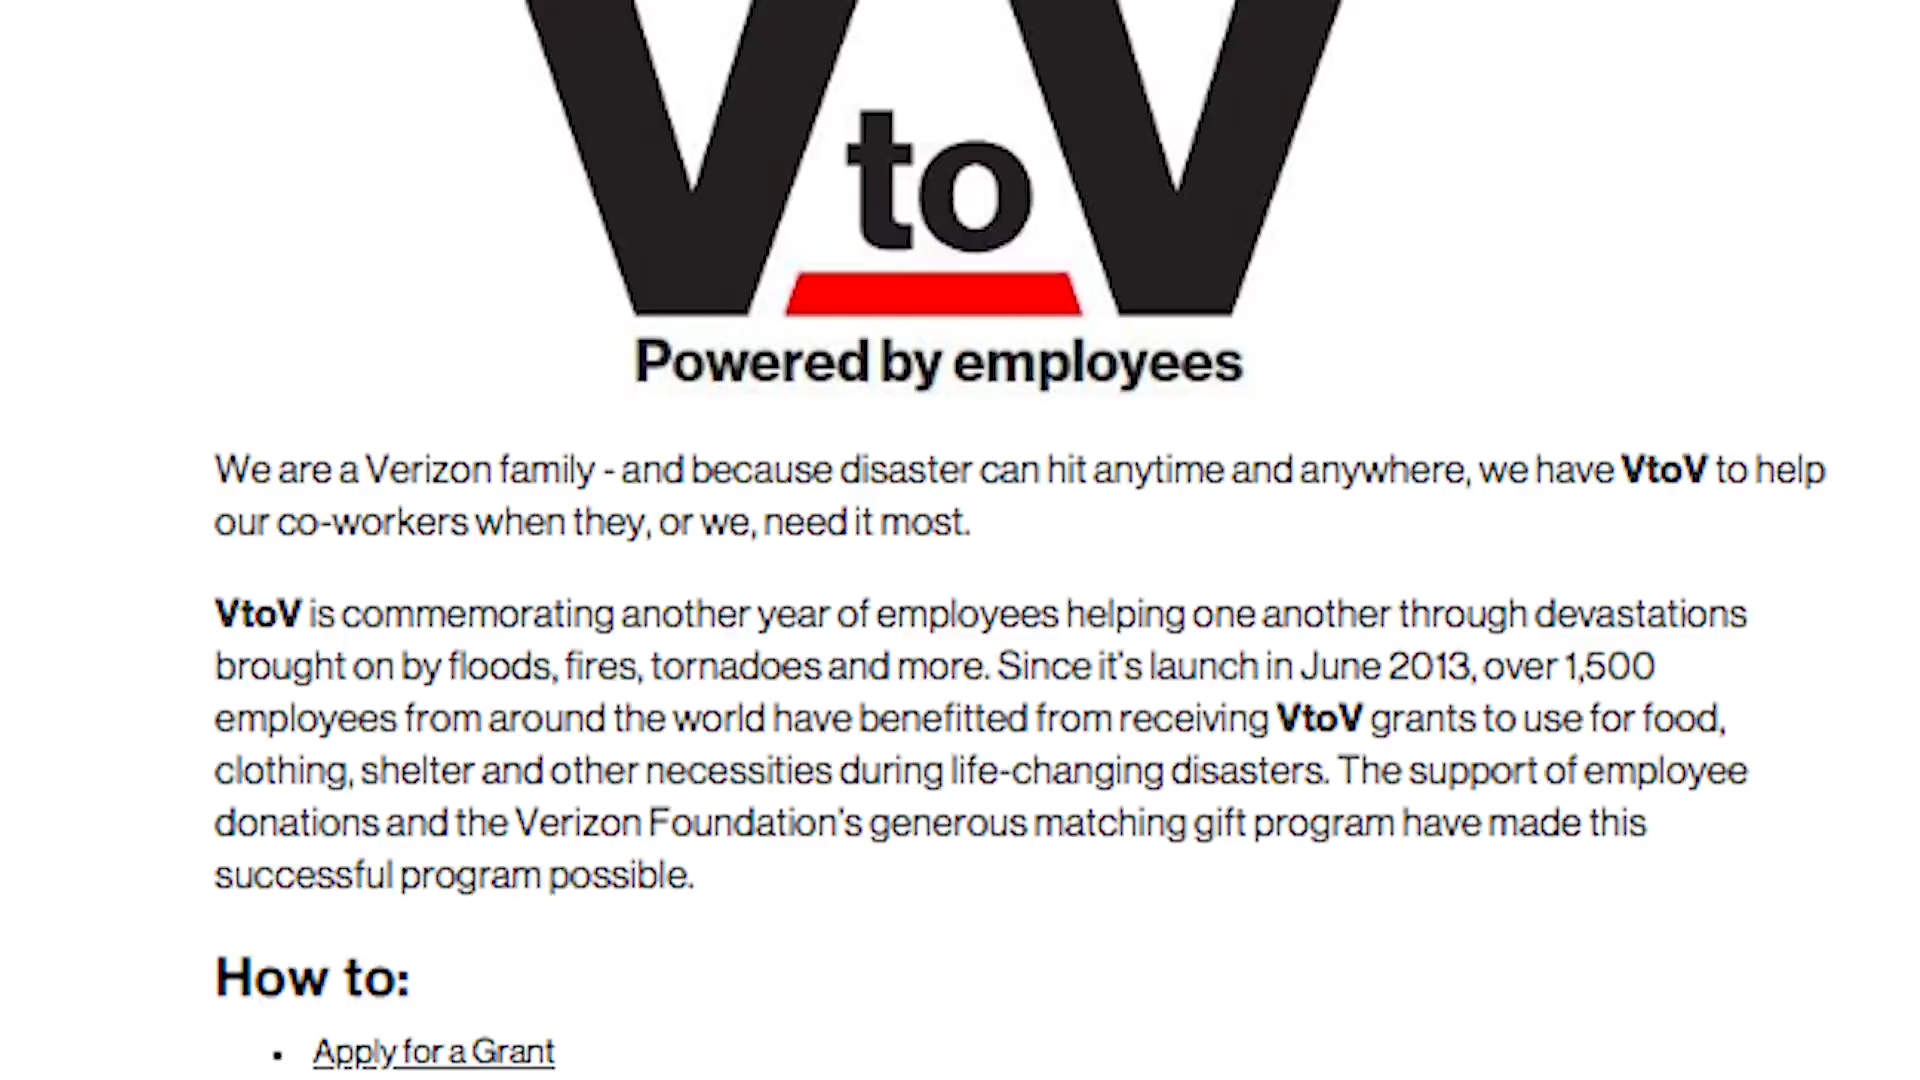 VtoV
Powered by employees
We are a Verizon family - and because disaster can hit anytime and anywhere, we have VtoV to help
our co-workers when they, or we, need it most.
VtoV is commemorating another year of employees helping one another through devastations
brought on by floods, fires, tornadoes and more. Since it's launch in June 2013, over 1,500
employees from around the world have benefitted from receiving VtoV grants to use for food,
clothing, shelter and other necessities during life-changing disasters. The support of employee
donations and the Verizon Foundation's generous matching gift program have made this
successful program possible.
How to:
• Apply for a Grant